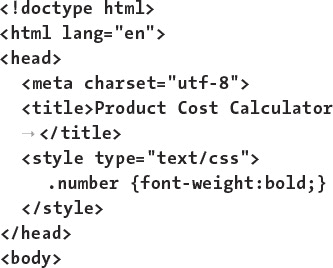 <!doctype html>
<html lang="en">
<head>
<meta charset="utf-8">
<title>Product Cost Calculator
→</title>
<style type="text/css">
.number {font-weight:bold;}
</style>
</head>
<body>